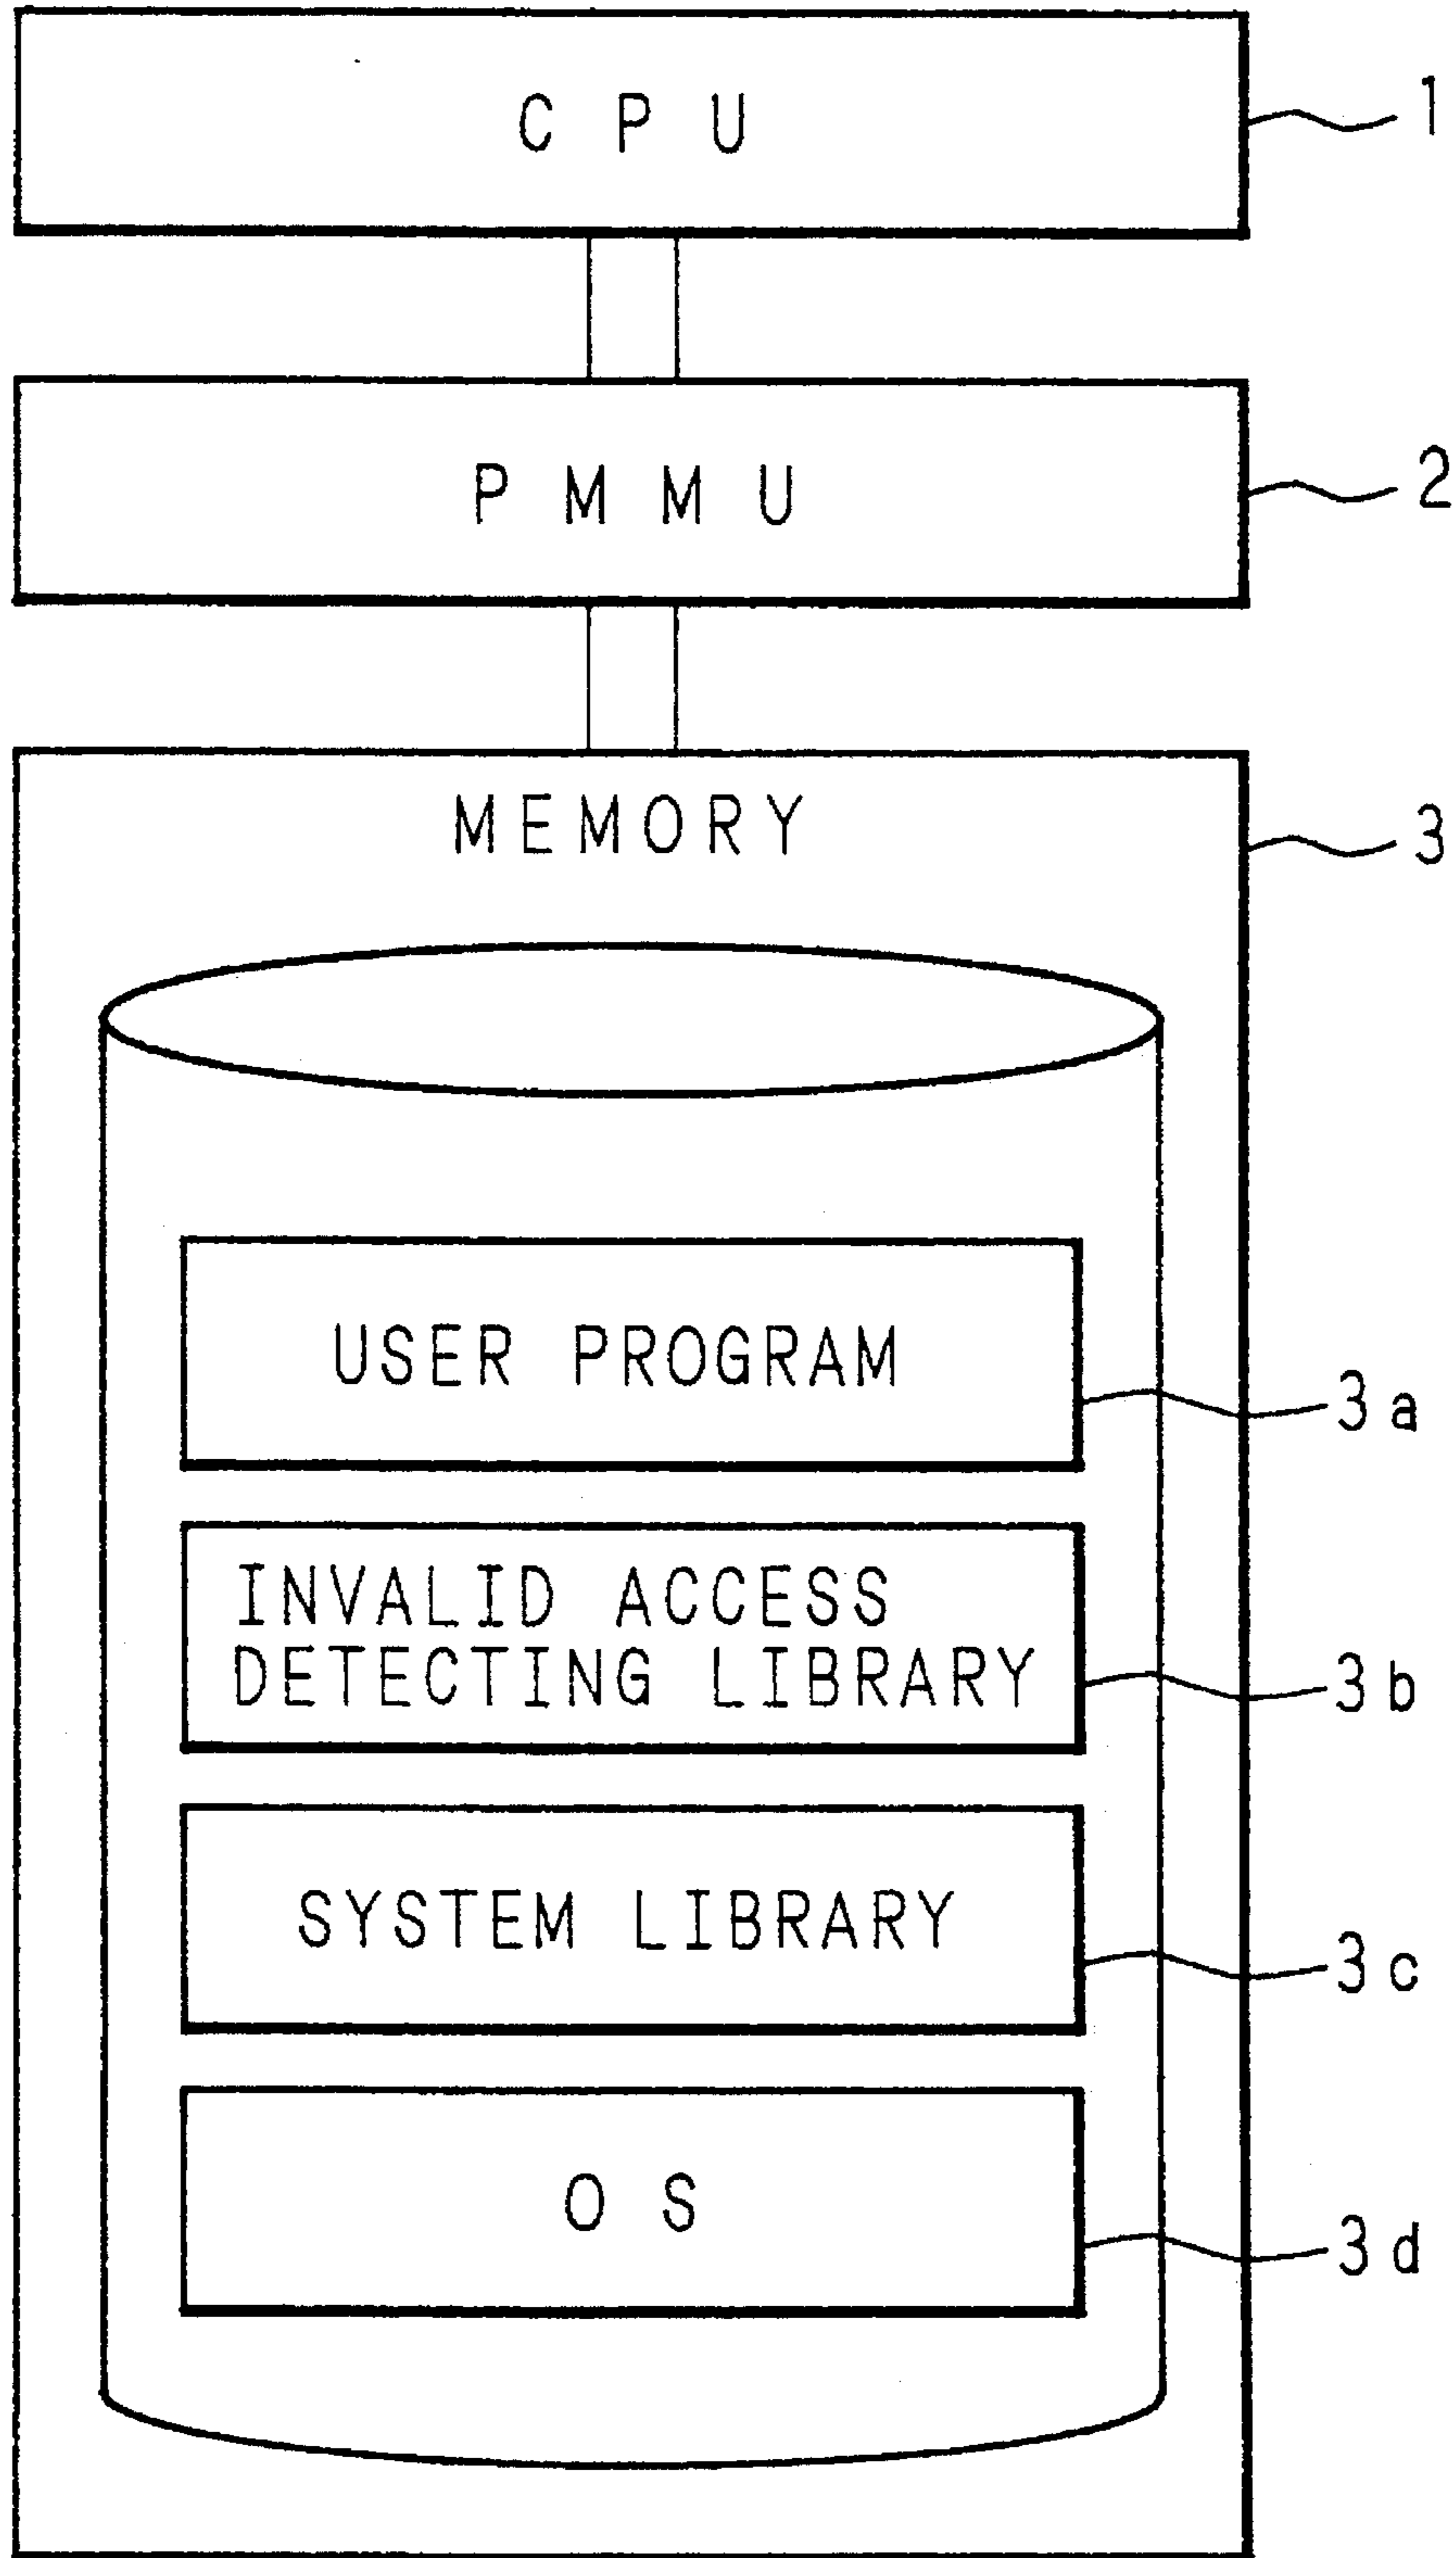 CPU
1
PMMU
2
MEMORY
3
USER PROGRAM
3a
INVALID ACCESS
DETECTING LIBRARY
3b
SYSTEM LIBRARY
3c
OS
3d